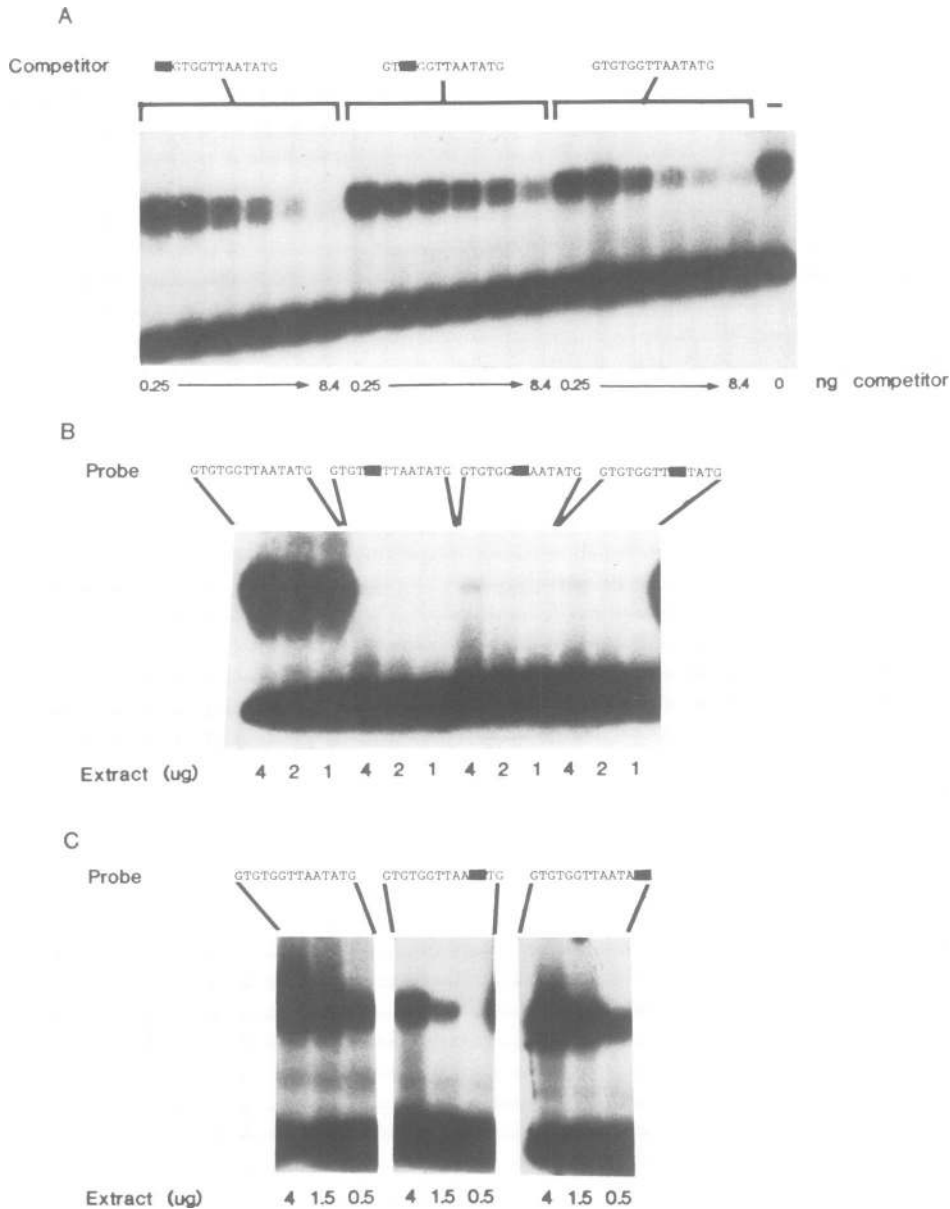 A
Competitor ■GTGGTTAATATG GT■GGTTAATATG GTGTGGTTAATATG –
0.25 → 8.4 0.25 → 8.4 0.25 → 8.4 0 ng competitor
B
Probe GTGTGGTTAATATG GTGT■TTAATATG GTGTGG■AATATG GTGTGGTT■TATG
Extract (ug) 4 2 1 4 2 1 4 2 1 4 2 1
C
Probe GTGTGGTTAATATG GTGTGGTTAA■TG GTGTGGTTAATA■
Extract (ug) 4 1.5 0.5 4 1.5 0.5 4 1.5 0.5